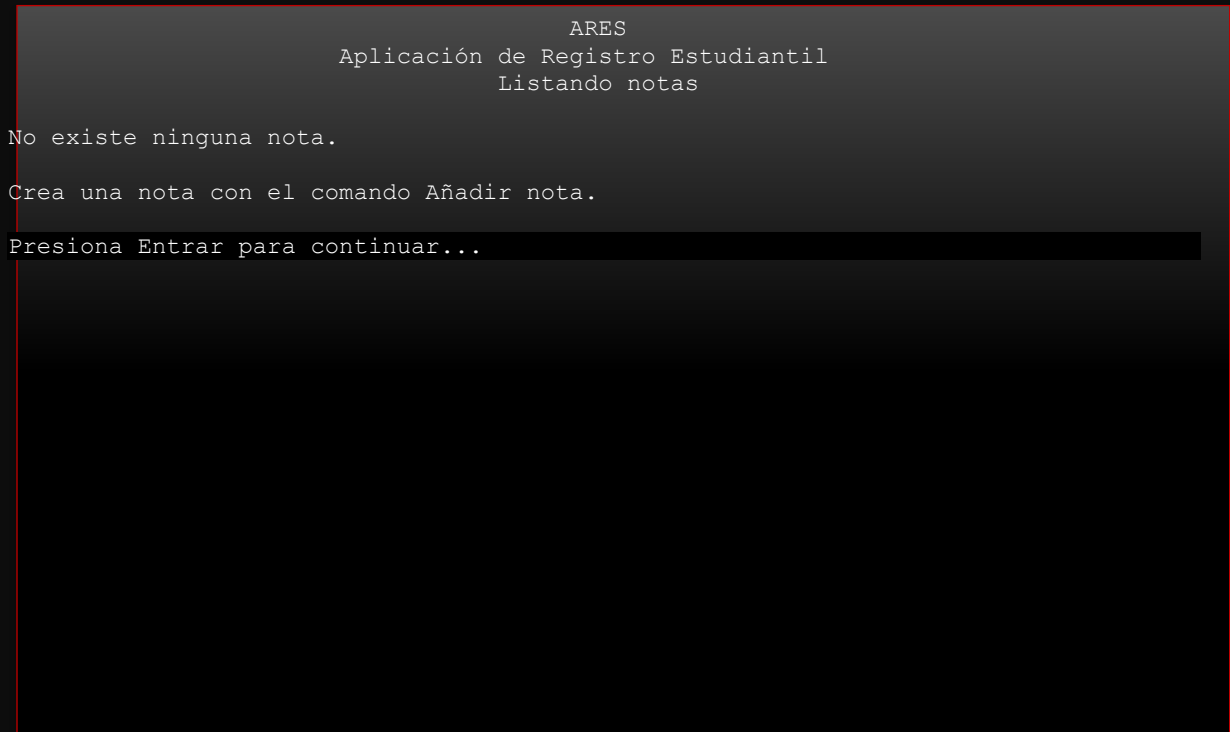 ARES
Aplicación de Registro Estudiantil
Listando notas
No existe ninguna nota.
Crea una nota con el comando Añadir nota.
Presiona Entrar para continuar...